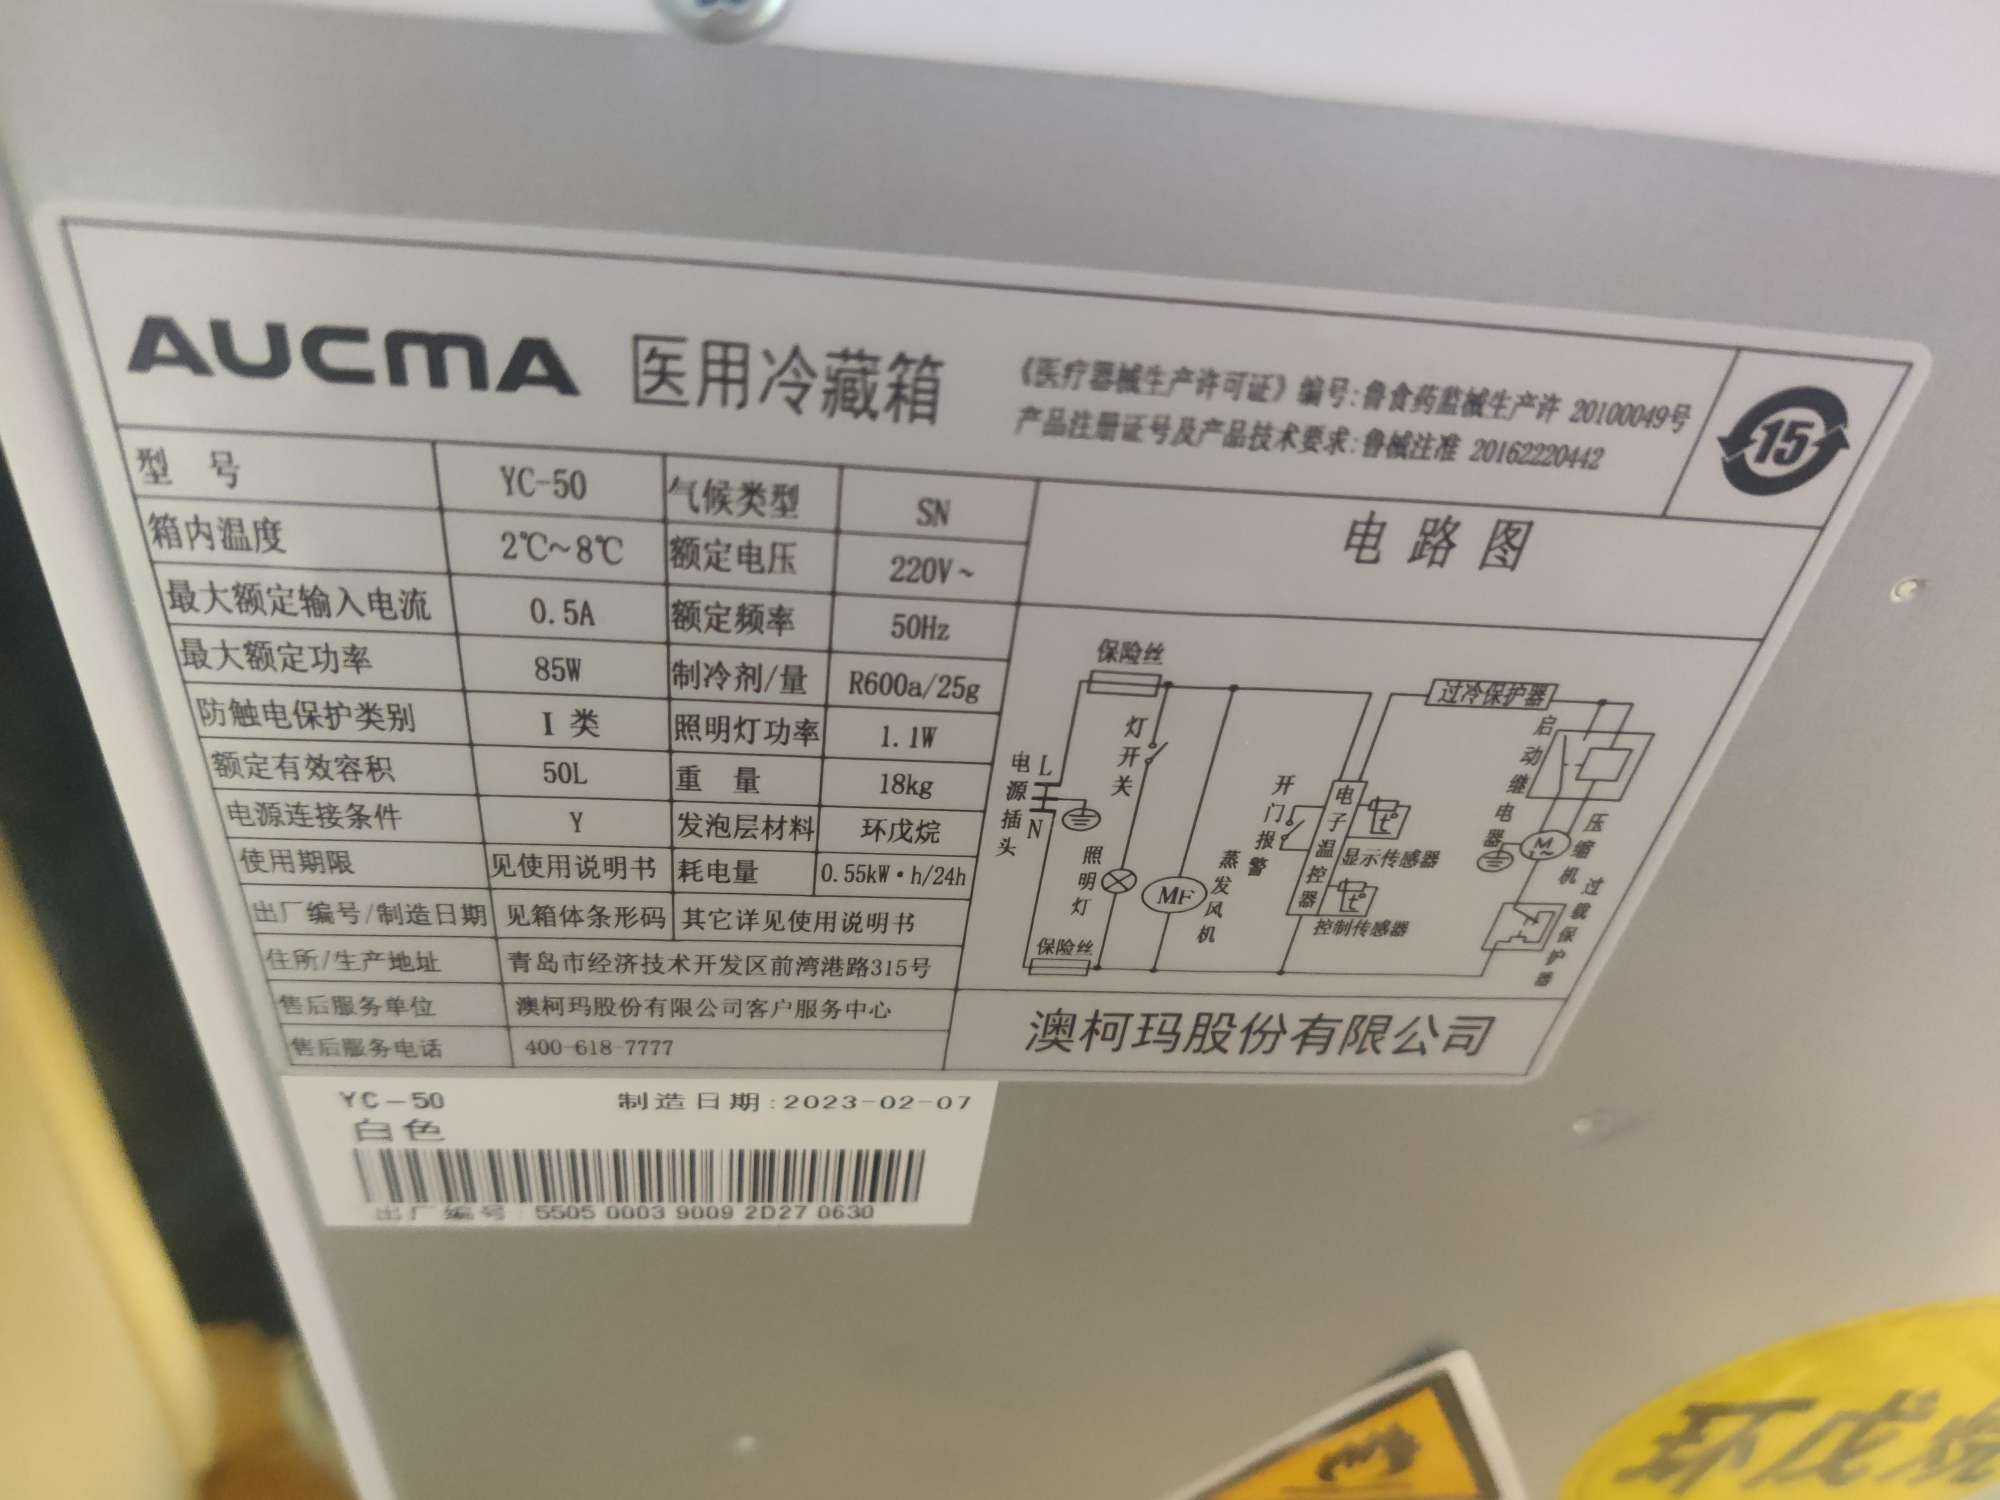 AUCMA 医用冷藏箱
《医疗器械生产许可证》编号:鲁食药监械生产许 20100049号
产品注册证号及产品技术要求:鲁械注准 20162220442
15
型 号 YC-50 气候类型 SN
箱内温度 2℃~8℃ 额定电压 220V~
最大额定输入电流 0.5A 额定频率 50Hz
最大额定功率 85W 制冷剂/量 R600a/25g
防触电保护类别 I 类 照明灯功率 1.1W
额定有效容积 50L 重 量 18kg
电源连接条件 Y 发泡层材料 环戊烷
使用期限 见使用说明书 耗电量 0.55kW·h/24h
出厂编号/制造日期 见箱体条形码 其它详见使用说明书
住所/生产地址 青岛市经济技术开发区前湾港路315号
售后服务单位 澳柯玛股份有限公司客户服务中心
售后服务电话 400-618-7777
电路图
保险丝
过冷保护器
灯开关
启动继电器
电源插头
L
N
开门报警
电子温控器
显示传感器
控制传感器
M~
压缩机
过载保护器
照明灯
MF
蒸发风机
保险丝
澳柯玛股份有限公司
YC-50 制造日期:2023-02-07
白色
出厂编号:5505 0003 9009 2D27 0630
环戊烷